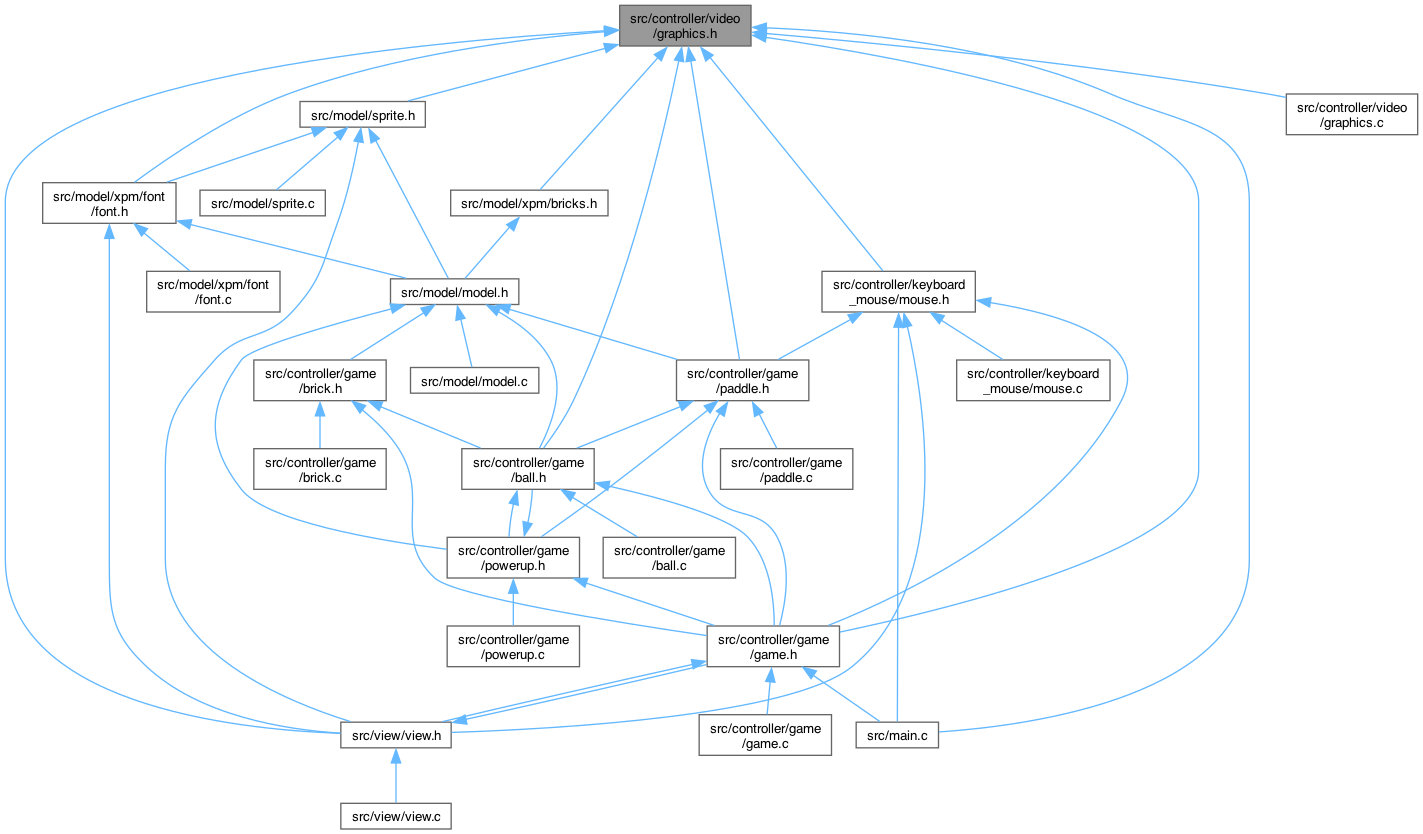 src/controller/video
/graphics.h
src/controller/video
/graphics.c
src/model/sprite.h
src/model/xpm/font
/font.h
src/model/sprite.c
src/model/xpm/bricks.h
src/model/xpm/font
/font.c
src/model/model.h
src/controller/keyboard
_mouse/mouse.h
src/controller/game
/brick.h
src/model/model.c
src/controller/game
/paddle.h
src/controller/keyboard
_mouse/mouse.c
src/controller/game
/brick.c
src/controller/game
/ball.h
src/controller/game
/paddle.c
src/controller/game
/powerup.h
src/controller/game
/ball.c
src/controller/game
/powerup.c
src/controller/game
/game.h
src/view/view.h
src/controller/game
/game.c
src/main.c
src/view/view.c